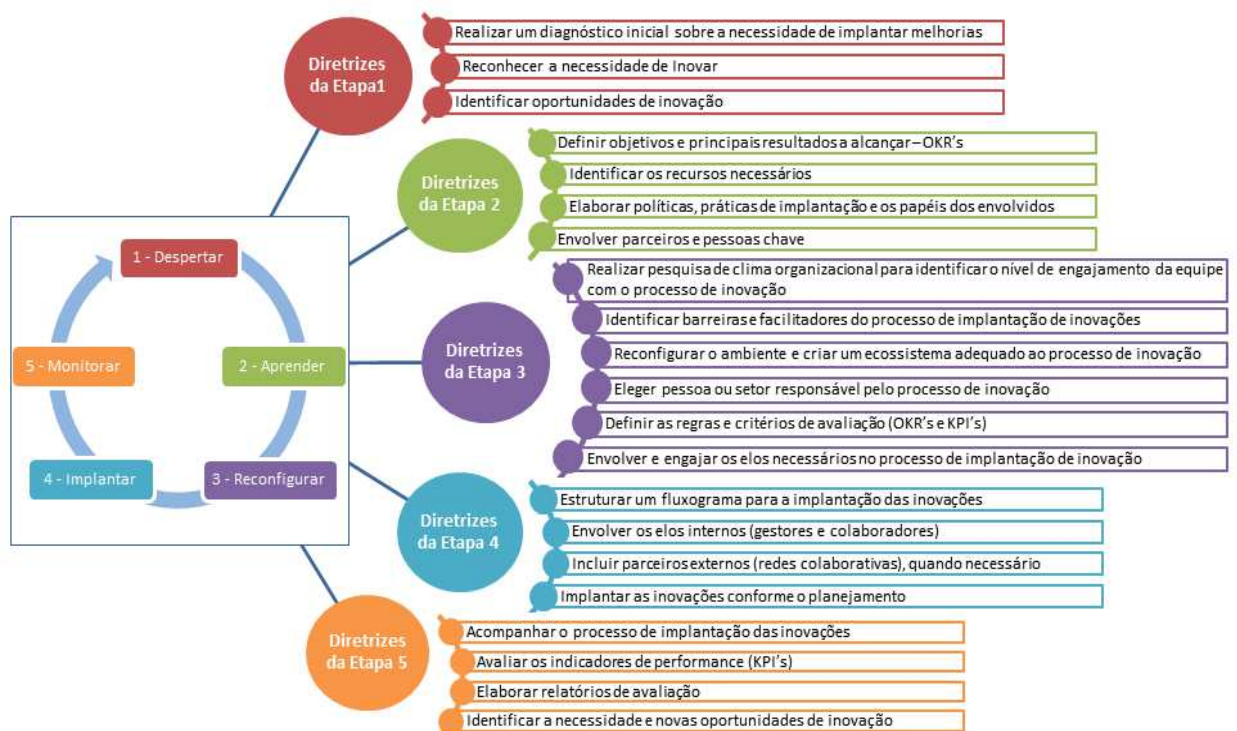 Diretrizes
da Etapa1
Realizar um diagnóstico inicial sobre a necessidade de implantar melhorias
Reconhecer a necessidade de Inovar
Identificar oportunidades de inovação
Diretrizes
da Etapa 2
Definir objetivos e principais resultados a alcançar – OKR's
Identificar os recursos necessários
Elaborar políticas, práticas de implantação e os papéis dos envolvidos
Envolver parceiros e pessoas chave
1 - Despertar
2 - Aprender
3 - Reconfigurar
4 - Implantar
5 - Monitorar
Diretrizes
da Etapa 3
Realizar pesquisa de clima organizacional para identificar o nível de engajamento da equipe
com o processo de inovação
Identificar barreiras e facilitadores do processo de implantação de inovações
Reconfigurar o ambiente e criar um ecossistema adequado ao processo de inovação
Eleger pessoa ou setor responsável pelo processo de inovação
Definir as regras e critérios de avaliação (OKR's e KPI's)
Envolver e engajar os elos necessários no processo de implantação de inovação
Diretrizes
da Etapa 4
Estruturar um fluxograma para a implantação das inovações
Envolver os elos internos (gestores e colaboradores)
Incluir parceiros externos (redes colaborativas), quando necessário
Implantar as inovações conforme o planejamento
Diretrizes
da Etapa 5
Acompanhar o processo de implantação das inovações
Avaliar os indicadores de performance (KPI's)
Elaborar relatórios de avaliação
Identificar a necessidade e novas oportunidades de inovação